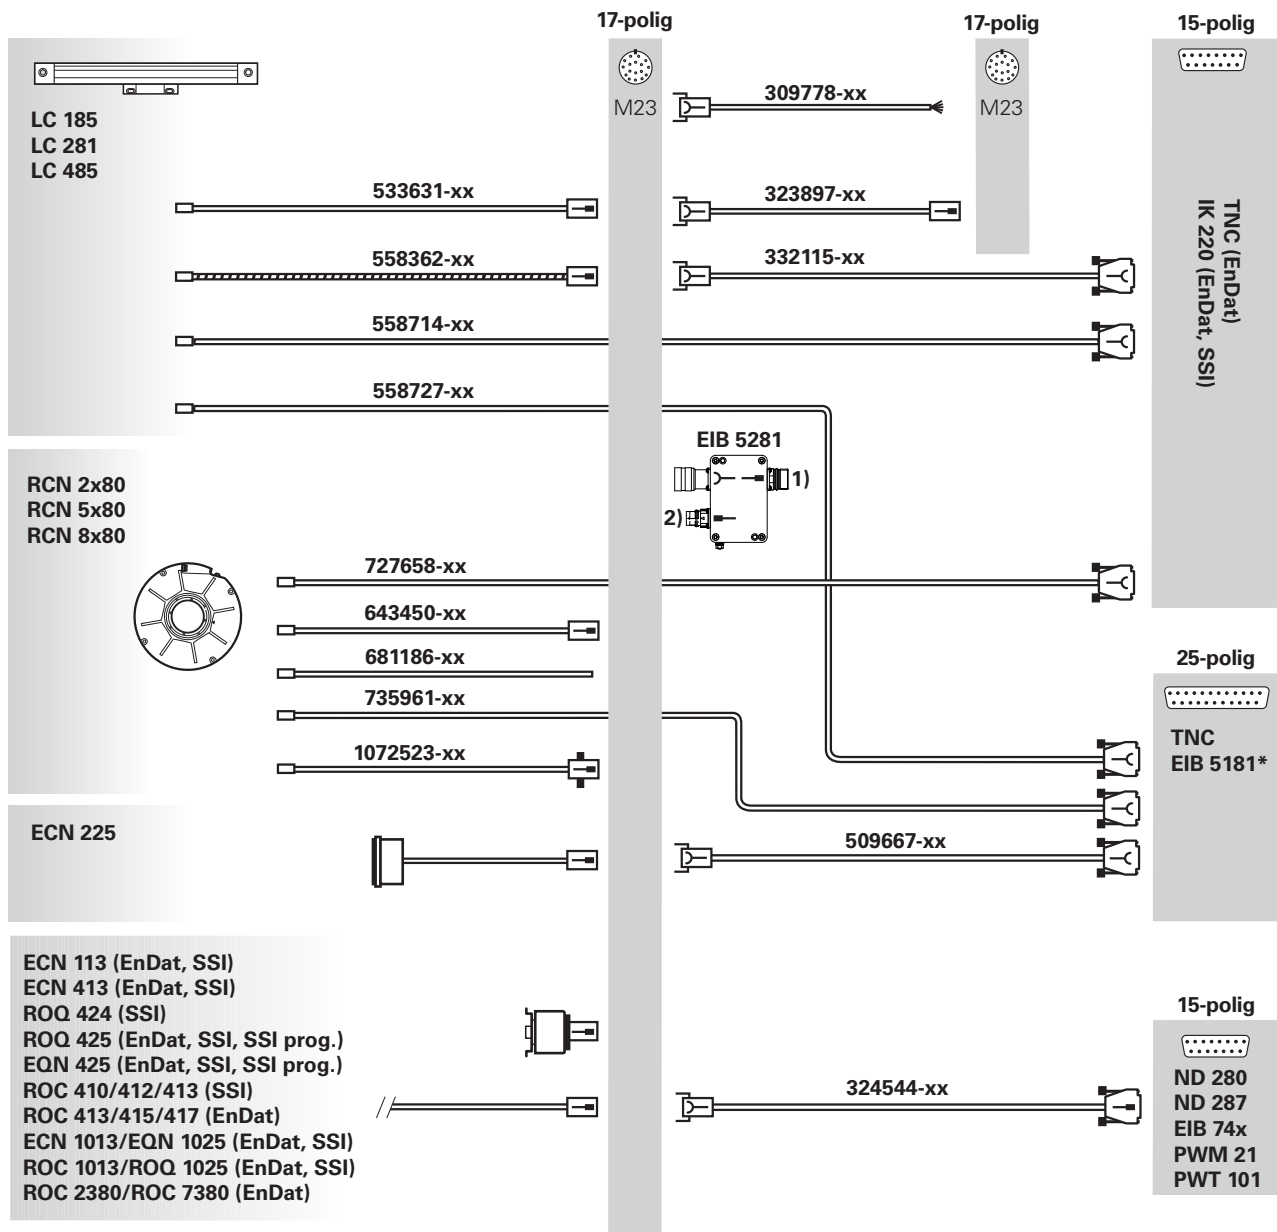 17-polig
17-polig
15-polig
M23
M23
LC 185
LC 281
LC 485
309778-xx
533631-xx
323897-xx
558362-xx
332115-xx
558714-xx
558727-xx
TNC (EnDat)
IK 220 (EnDat, SSI)
EIB 5281
1)
2)
RCN 2x80
RCN 5x80
RCN 8x80
727658-xx
643450-xx
681186-xx
735961-xx
1072523-xx
25-polig
TNC
EIB 5181*
ECN 225
509667-xx
ECN 113 (EnDat, SSI)
ECN 413 (EnDat, SSI)
ROQ 424 (SSI)
ROQ 425 (EnDat, SSI, SSI prog.)
EQN 425 (EnDat, SSI, SSI prog.)
ROC 410/412/413 (SSI)
ROC 413/415/417 (EnDat)
ECN 1013/EQN 1025 (EnDat, SSI)
ROC 1013/ROQ 1025 (EnDat, SSI)
ROC 2380/ROC 7380 (EnDat)
324544-xx
15-polig
ND 280
ND 287
EIB 74x
PWM 21
PWT 101